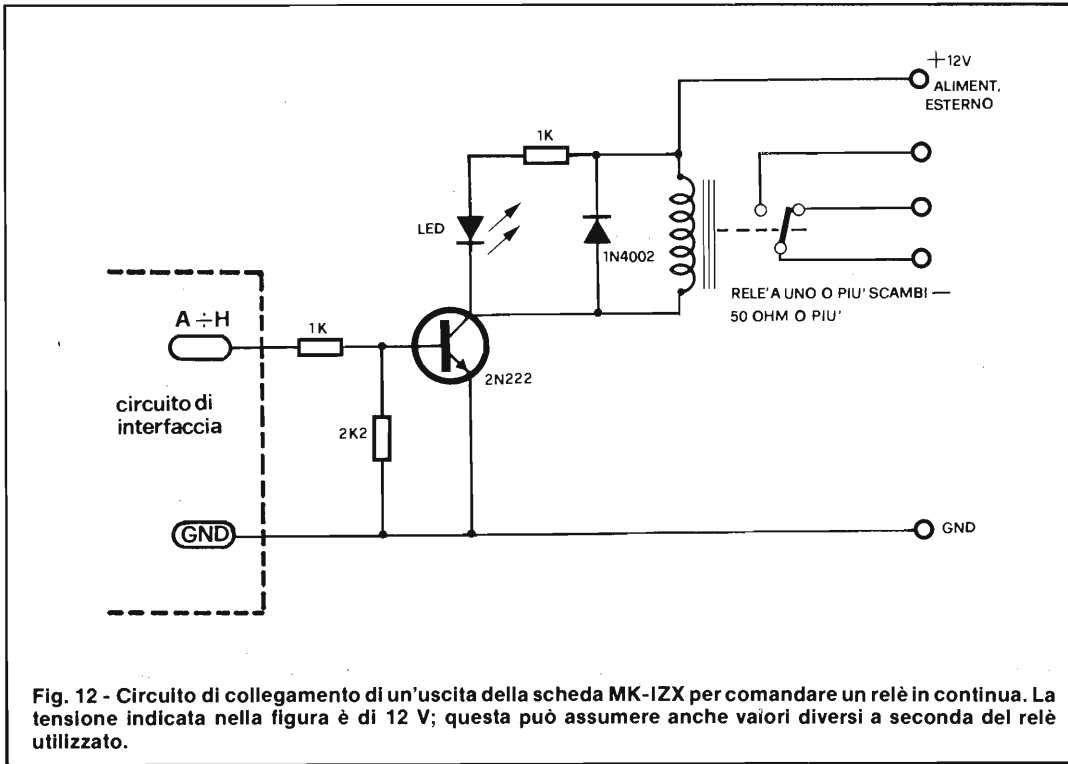 +12V
ALIMENT,
ESTERNO
1K
LED
1N4002
RELE'A UNO O PIU' SCAMBI —
50 OHM O PIU'
A ÷ H
1K
2N222
circuito di
interfaccia
2K2
GND
GND
Fig. 12 - Circuito di collegamento di un'uscita della scheda MK-IZX per comandare un relè in continua. La
tensione indicata nella figura è di 12 V; questa può assumere anche valori diversi a seconda del relè
utilizzato.